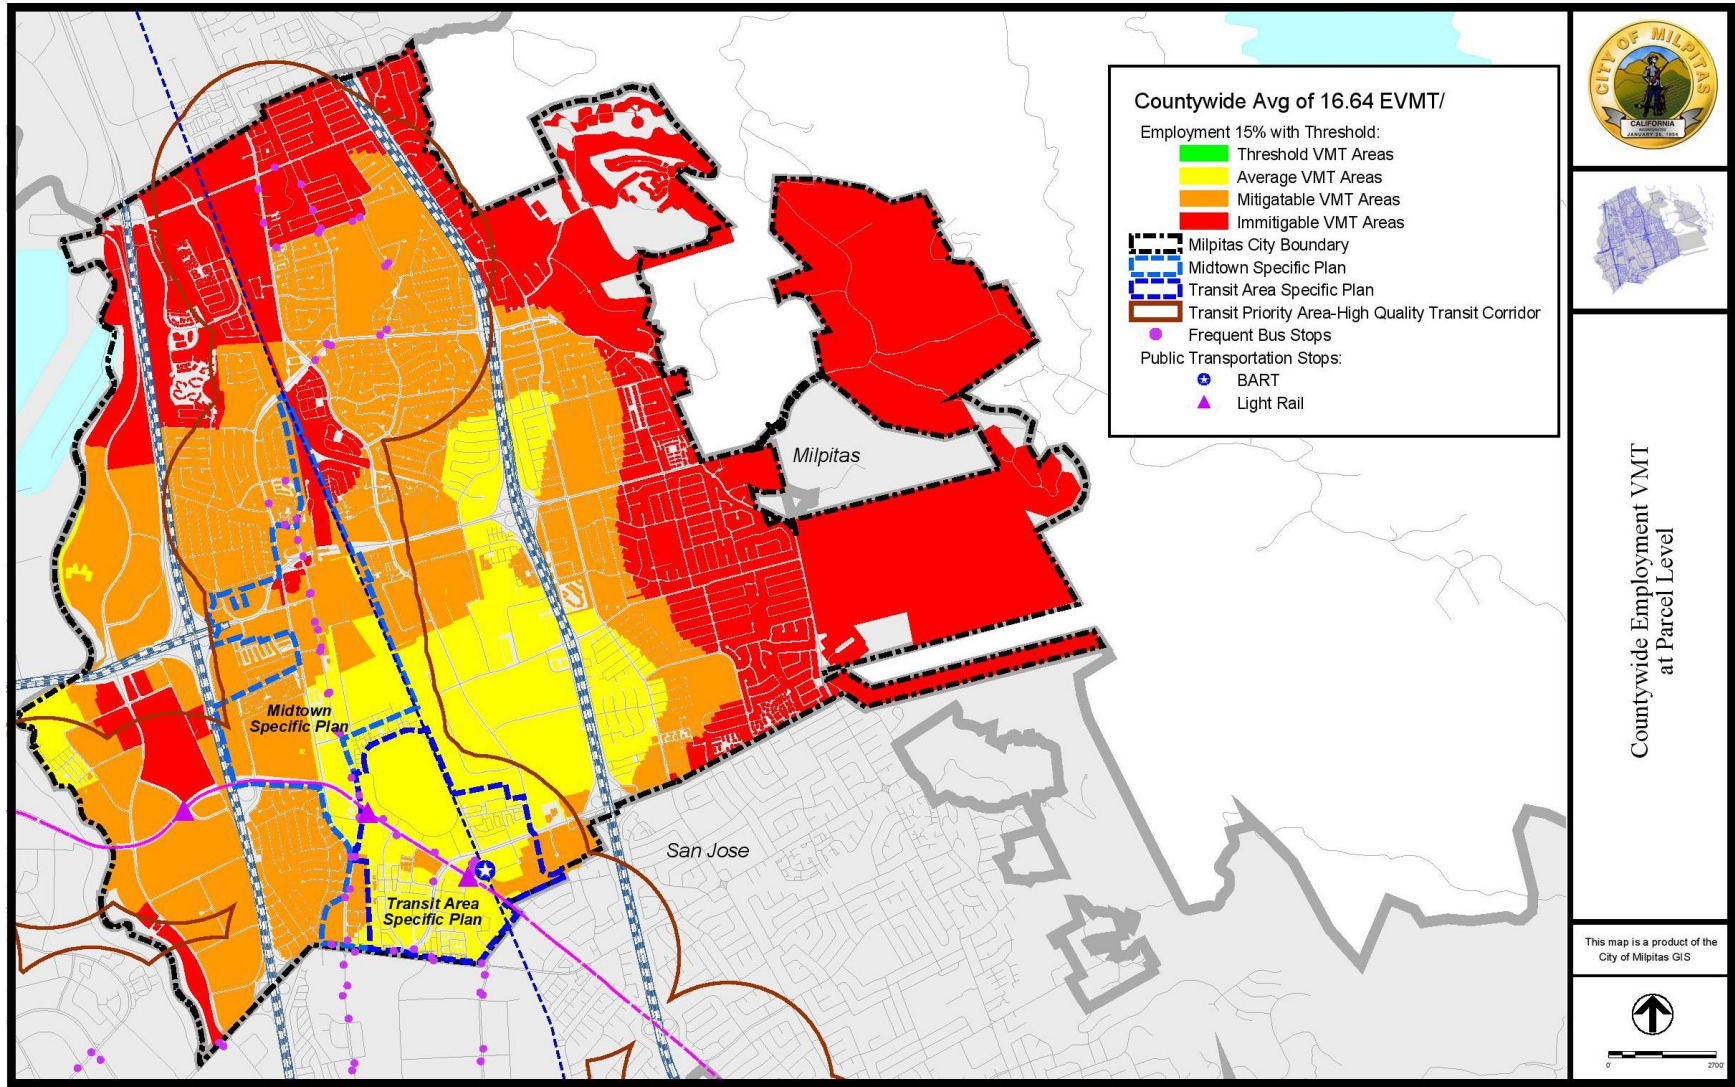 Countywide Avg of 16.64 EVMT/
Employment 15% with Threshold:
Threshold VMT Areas
Average VMT Areas
Mitigatable VMT Areas
Immitigable VMT Areas
Milpitas City Boundary
Midtown Specific Plan
Transit Area Specific Plan
Transit Priority Area-High Quality Transit Corridor
Frequent Bus Stops
Public Transportation Stops:
BART
Light Rail
Milpitas
Midtown
Specific Plan
San Jose
Transit Area
Specific Plan
CITY OF MILPITAS
CALIFORNIA
INCORPORATED
JANUARY 26, 1954
Countywide Employment VMT
at Parcel Level
This map is a product of the
City of Milpitas GIS
0'
2700'